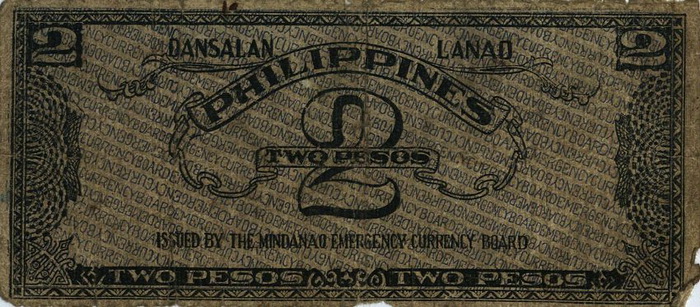 2 DANSALAN LANAO 2
PHILIPPINES
2
TWO PESOS
ISSUED BY THE MINDANAO EMERGENCY CURRENCY BOARD
TWO PESOS TWO PESOS